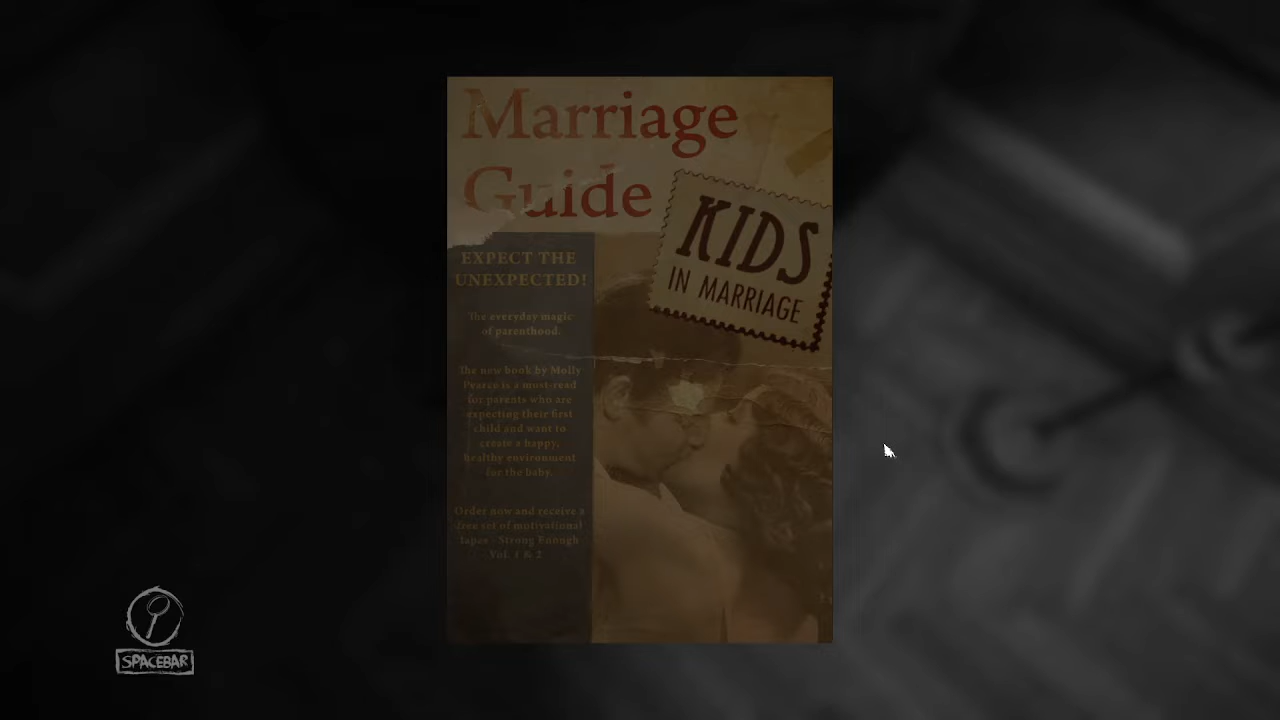 Marriage
Guide
KIDS
IN MARRIAGE
EXPECT THE
UNEXPECTED!
The everyday magic
of parenthood.
The now book by Molly
Pearce is a must-read
for parents who are
expecting their first
child and want to
create a happy,
healthy environment
for the baby.
Order now and receive a
free set of motivational
tapes - Strong Enough
Vol. 1 & 2
SPACEBAR